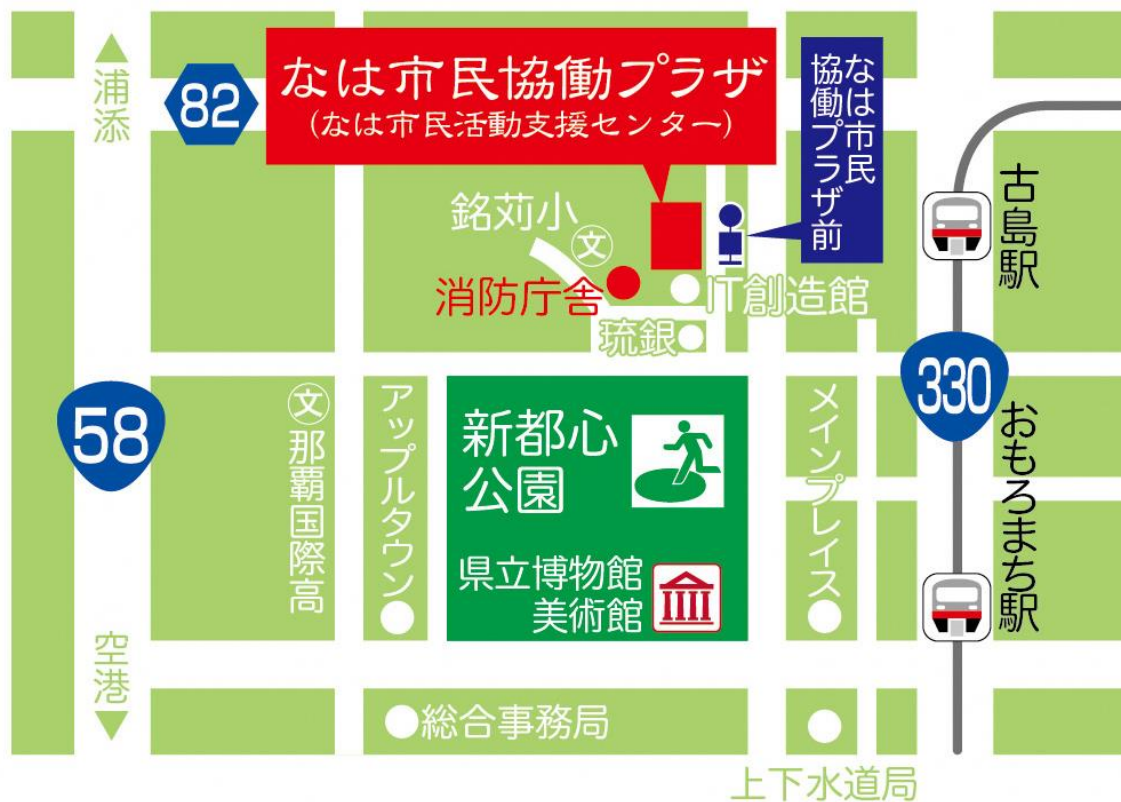 ▲浦添
82
なは市民協働プラザ
(なは市民活動支援センター)
なは市民
協働プラザ前
古島駅
銘苅小
文
消防庁舎
IT創造館
琉銀
58
文
那覇国際高
アップルタウン
新都心
公園
県立博物館
美術館
メインプレイス
330
おもろまち駅
空港▼
総合事務局
上下水道局